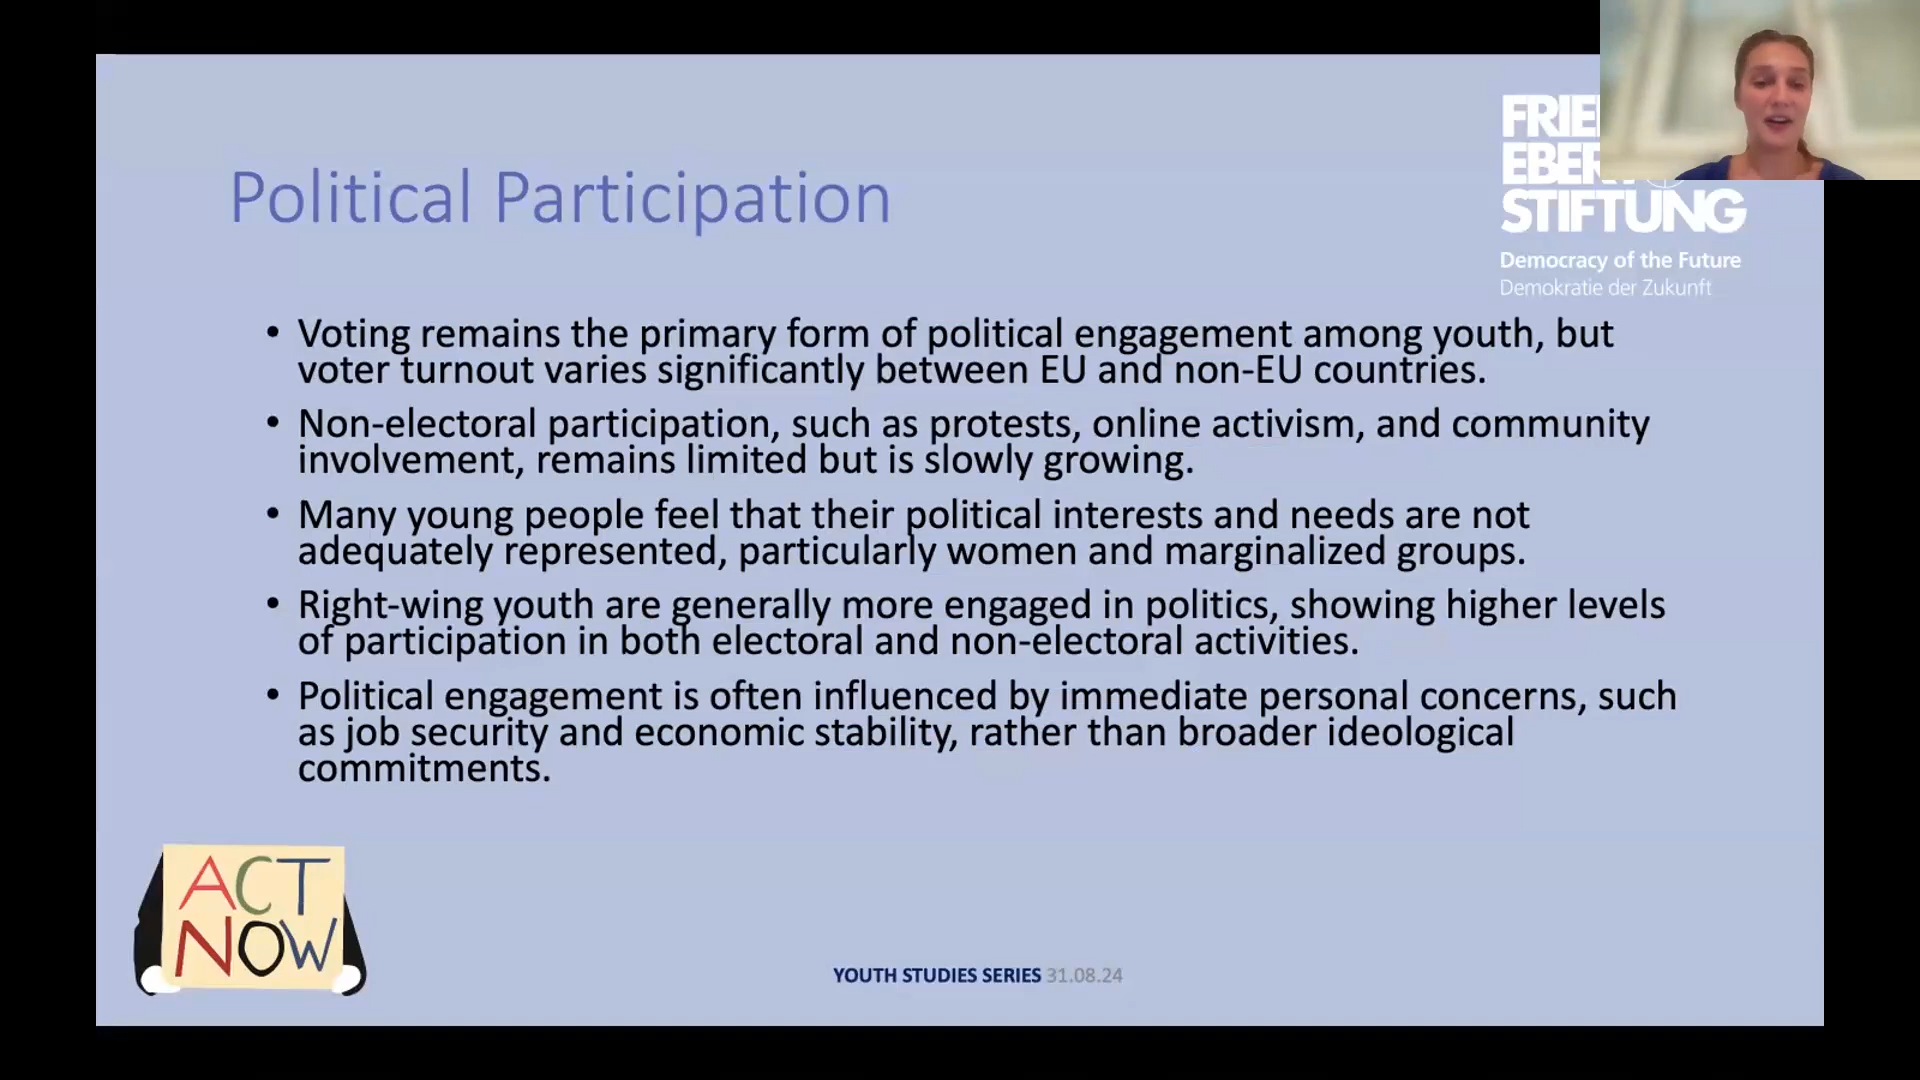 Political Participation
FRIE
EBER
STIFTUNG
Democracy of the Future
Demokratie der Zukunft
• Voting remains the primary form of political engagement among youth, but
voter turnout varies significantly between EU and non-EU countries.
• Non-electoral participation, such as protests, online activism, and community
involvement, remains limited but is slowly growing.
• Many young people feel that their political interests and needs are not
adequately represented, particularly women and marginalized groups.
• Right-wing youth are generally more engaged in politics, showing higher levels
of participation in both electoral and non-electoral activities.
• Political engagement is often influenced by immediate personal concerns, such
as job security and economic stability, rather than broader ideological
commitments.
ACT
NOW
YOUTH STUDIES SERIES 31.08.24